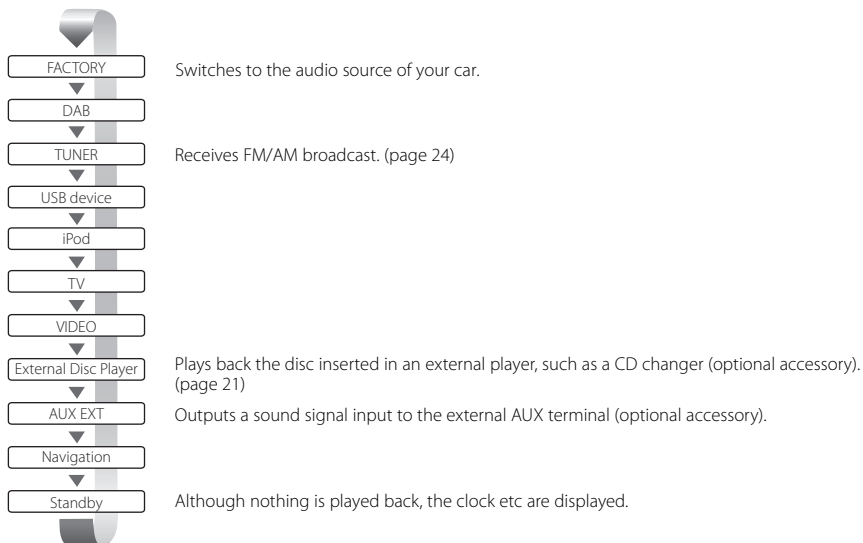 FACTORY Switches to the audio source of your car.
DAB
TUNER Receives FM/AM broadcast. (page 24)
USB device
iPod
TV
VIDEO
External Disc Player Plays back the disc inserted in an external player, such as a CD changer (optional accessory).
(page 21)
AUX EXT Outputs a sound signal input to the external AUX terminal (optional accessory).
Navigation
Standby Although nothing is played back, the clock etc are displayed.